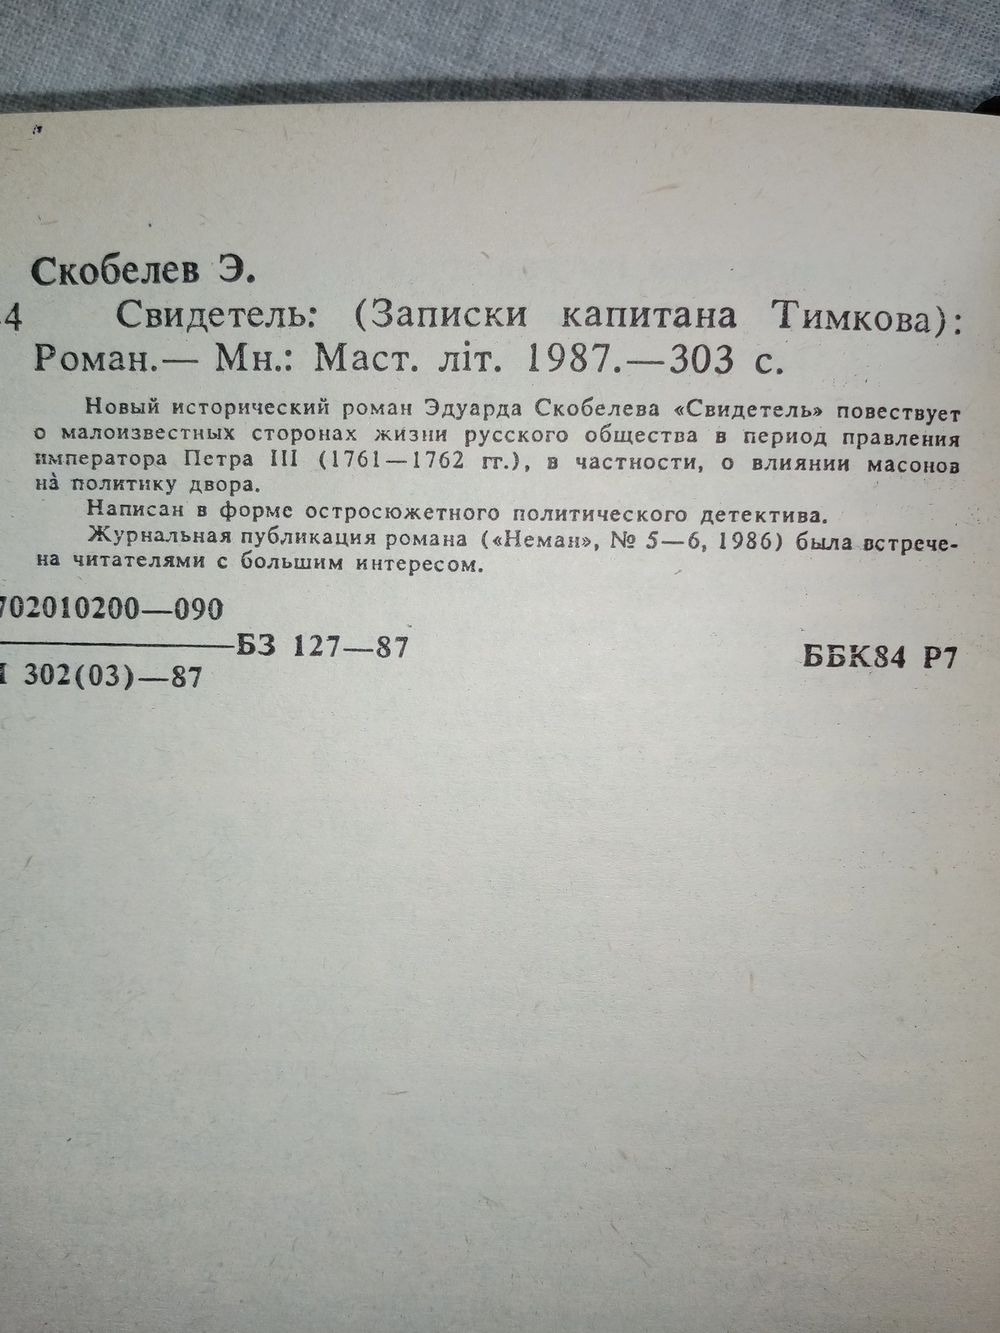 Скобелев Э.
4 Свидетель: (Записки капитана Тимкова):
Роман.— Мн.: Маст. літ. 1987.—303 с.
Новый исторический роман Эдуарда Скобелева «Свидетель» повествует
о малоизвестных сторонах жизни русского общества в период правления
императора Петра III (1761—1762 гг.), в частности, о влиянии масонов
на политику двора.
Написан в форме остросюжетного политического детектива.
Журнальная публикация романа («Неман», № 5—6, 1986) была встрече-
на читателями с большим интересом.
702010200—090
БЗ 127—87
302(03)—87
ББК84 Р7